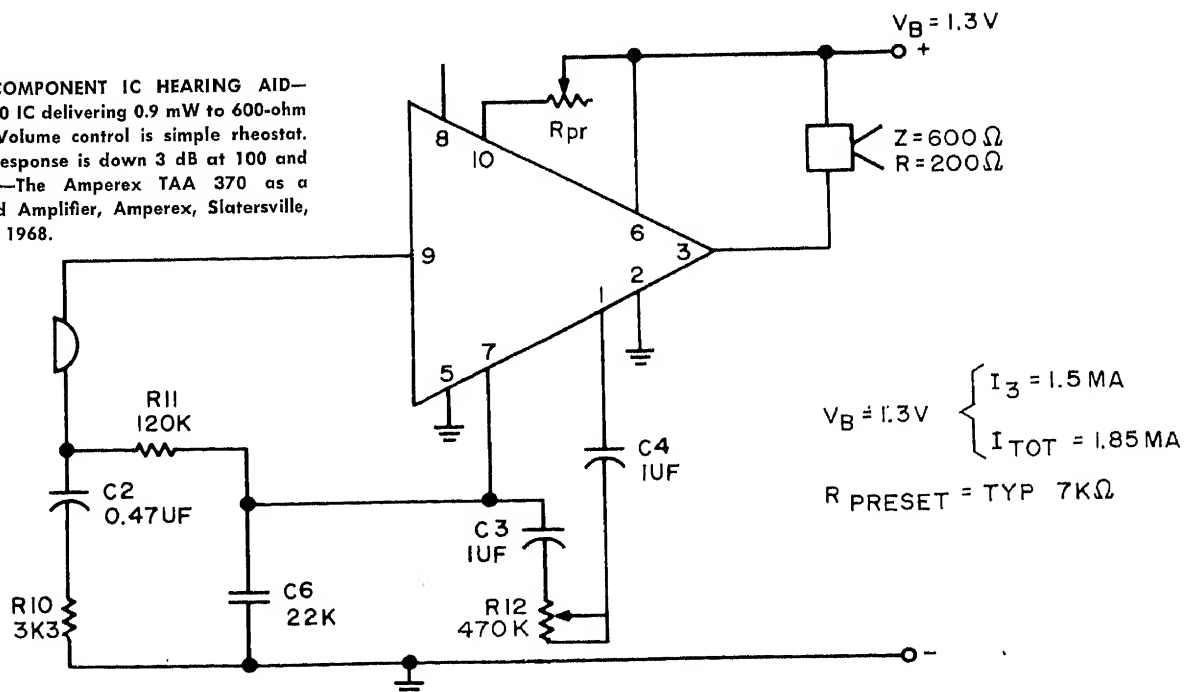 COMPONENT IC HEARING AID—
0 IC delivering 0.9 mW to 600-ohm
Volume control is simple rheostat.
esponse is down 3 dB at 100 and
—The Amperex TAA 370 as a
d Amplifier, Amperex, Slatersville,
1968.
V_B = 1.3 V
+
8
10
Rpr
Z = 600 Ω
R = 200 Ω
6
3
9
2
1
7
5
R11
120K
C4
1UF
V_B = 1.3V
I_3 = 1.5 MA
I_TOT = 1.85 MA
R PRESET = TYP 7KΩ
C2
0.47UF
C3
1UF
C6
22K
R12
470K
R10
3K3
-